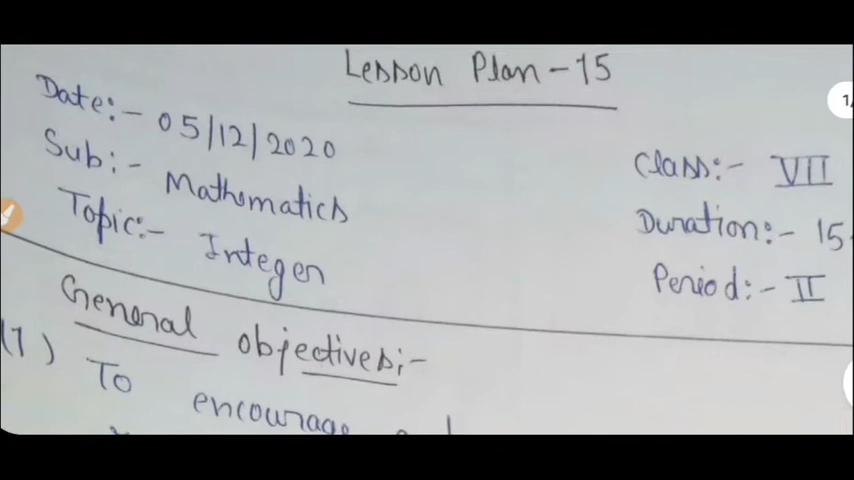 Lesson Plan - 15
Date:- 05/12/2020
Sub:- Mathematics
Topic:- Integer
Class:- VII
Duration:- 15
Period:- II
General objectives:-
(1) To encourage